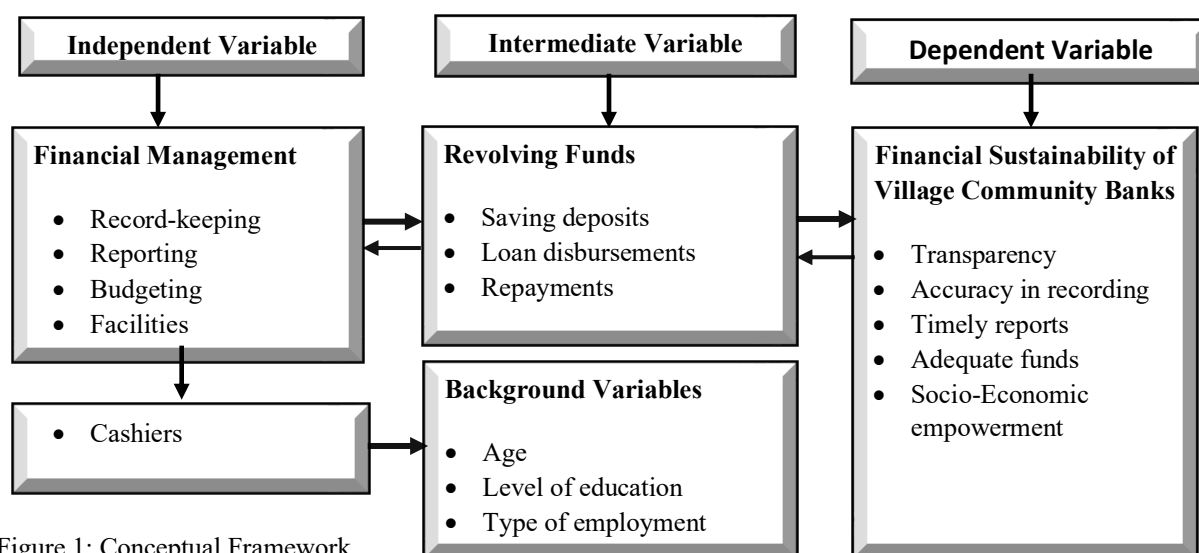 Independent Variable
Intermediate Variable
Dependent Variable
Financial Management
• Record-keeping
• Reporting
• Budgeting
• Facilities
Revolving Funds
• Saving deposits
• Loan disbursements
• Repayments
Financial Sustainability of
Village Community Banks
• Transparency
• Accuracy in recording
• Timely reports
• Adequate funds
• Socio-Economic
empowerment
• Cashiers
Background Variables
• Age
• Level of education
• Type of employment
Figure 1: Conceptual Framework